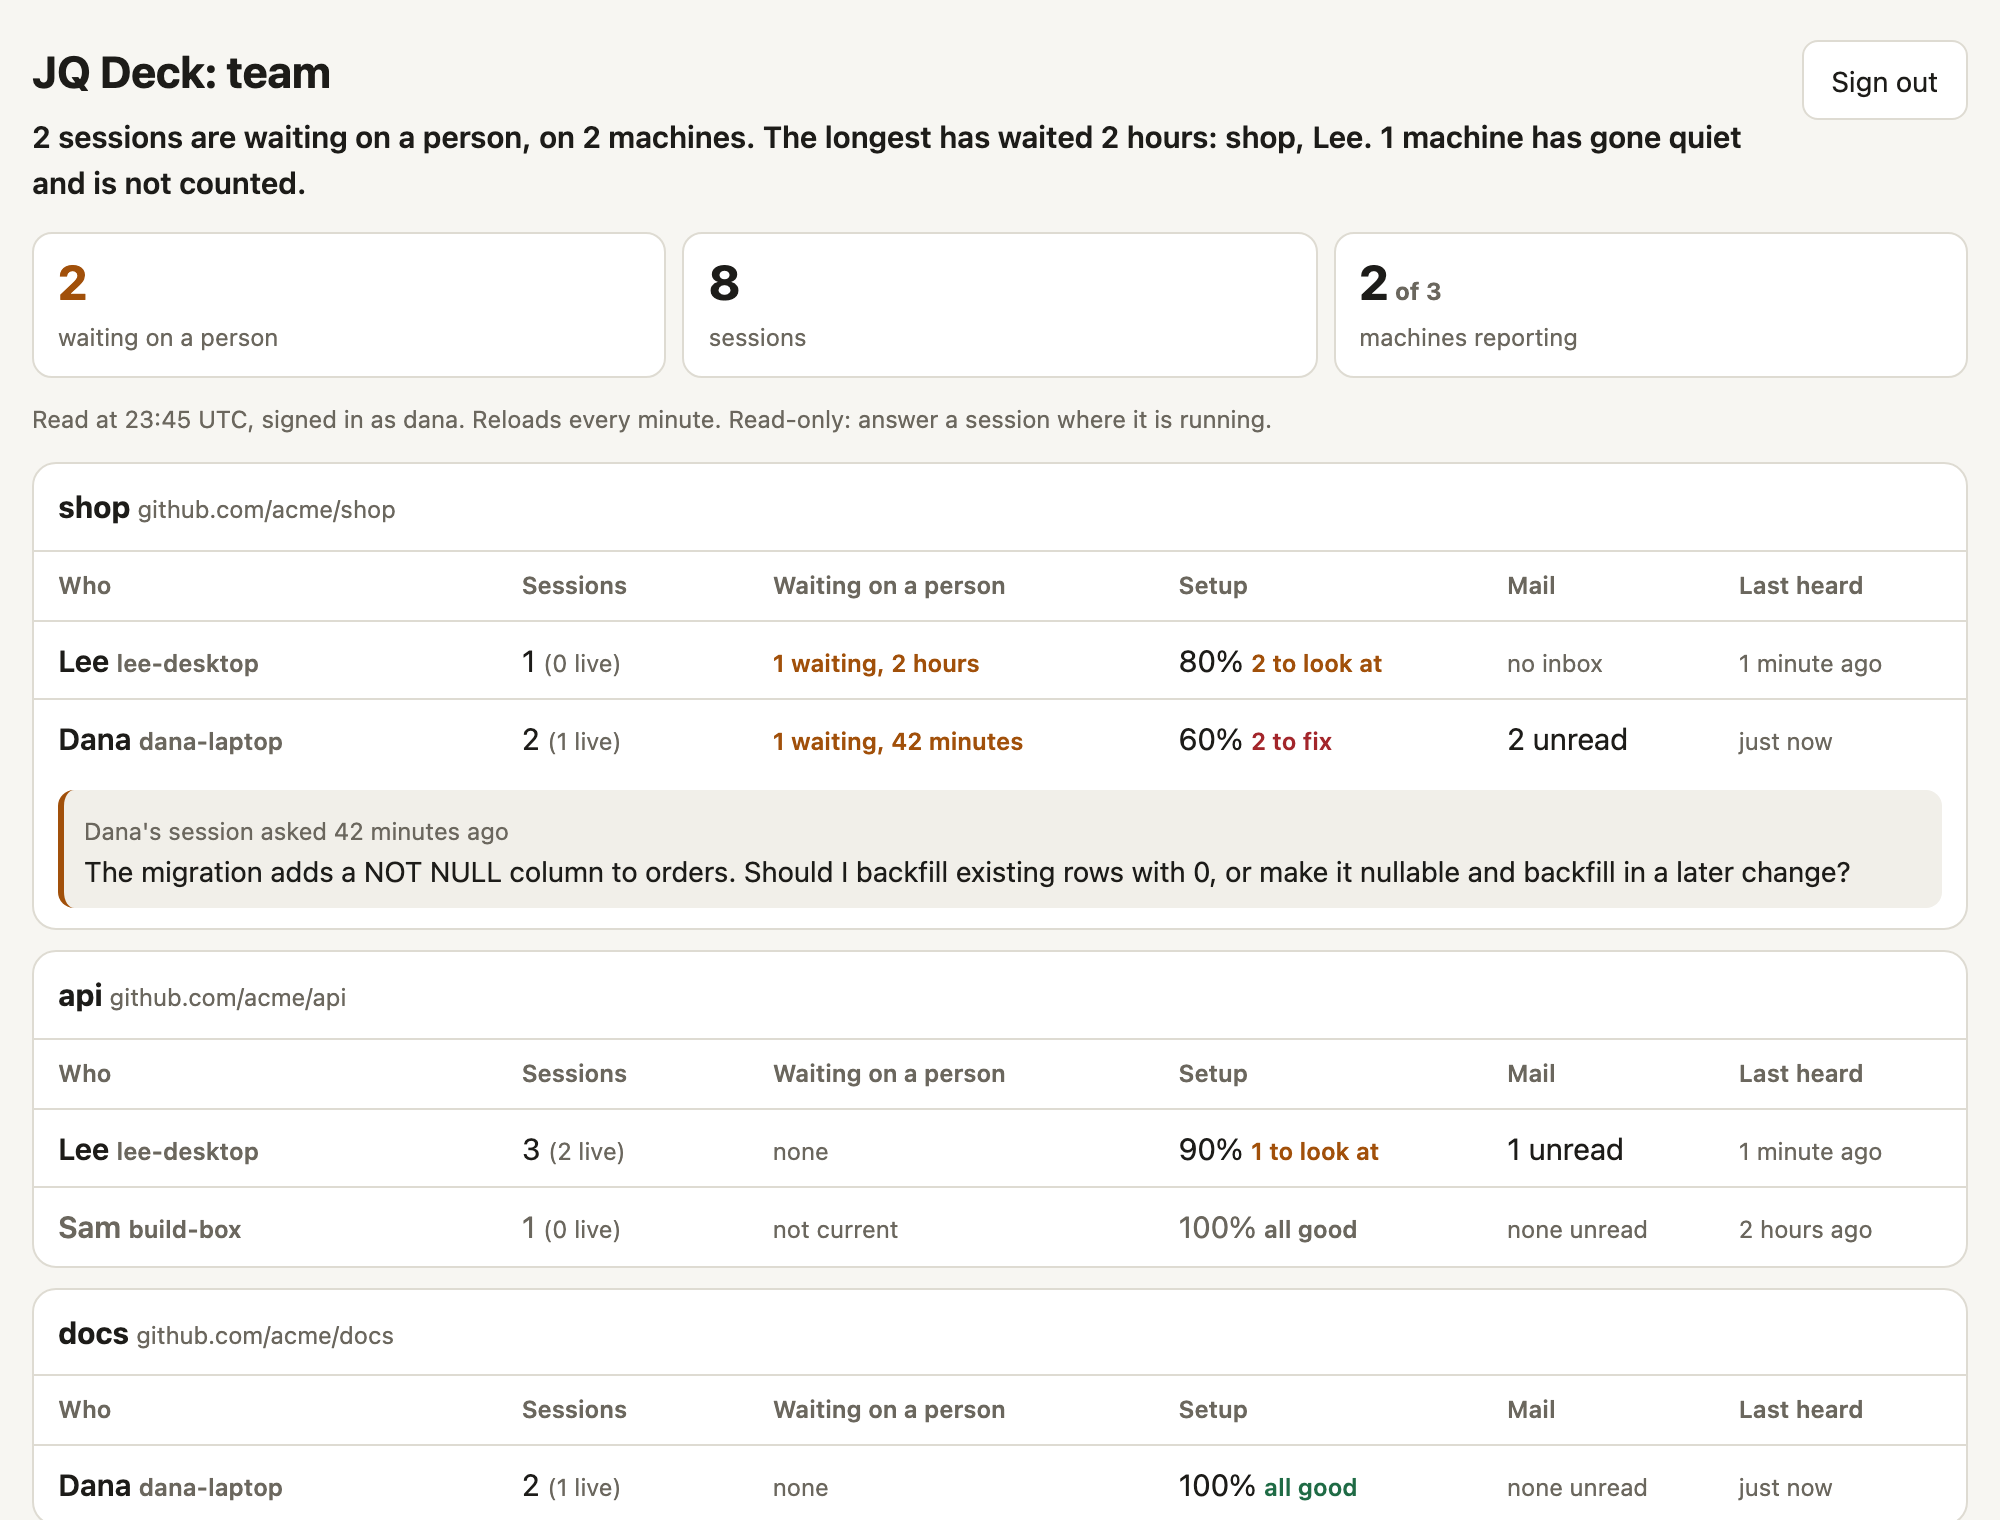 JQ Deck: team
Sign out
2 sessions are waiting on a person, on 2 machines. The longest has waited 2 hours: shop, Lee. 1 machine has gone quiet
and is not counted.
2
waiting on a person
8
sessions
2 of 3
machines reporting
Read at 23:45 UTC, signed in as dana. Reloads every minute. Read-only: answer a session where it is running.
shop github.com/acme/shop
Who Sessions Waiting on a person Setup Mail Last heard
Lee lee-desktop 1 (0 live) 1 waiting, 2 hours 80% 2 to look at no inbox 1 minute ago
Dana dana-laptop 2 (1 live) 1 waiting, 42 minutes 60% 2 to fix 2 unread just now
Dana's session asked 42 minutes ago
The migration adds a NOT NULL column to orders. Should I backfill existing rows with 0, or make it nullable and backfill in a later change?
api github.com/acme/api
Who Sessions Waiting on a person Setup Mail Last heard
Lee lee-desktop 3 (2 live) none 90% 1 to look at 1 unread 1 minute ago
Sam build-box 1 (0 live) not current 100% all good none unread 2 hours ago
docs github.com/acme/docs
Who Sessions Waiting on a person Setup Mail Last heard
Dana dana-laptop 2 (1 live) none 100% all good none unread just now